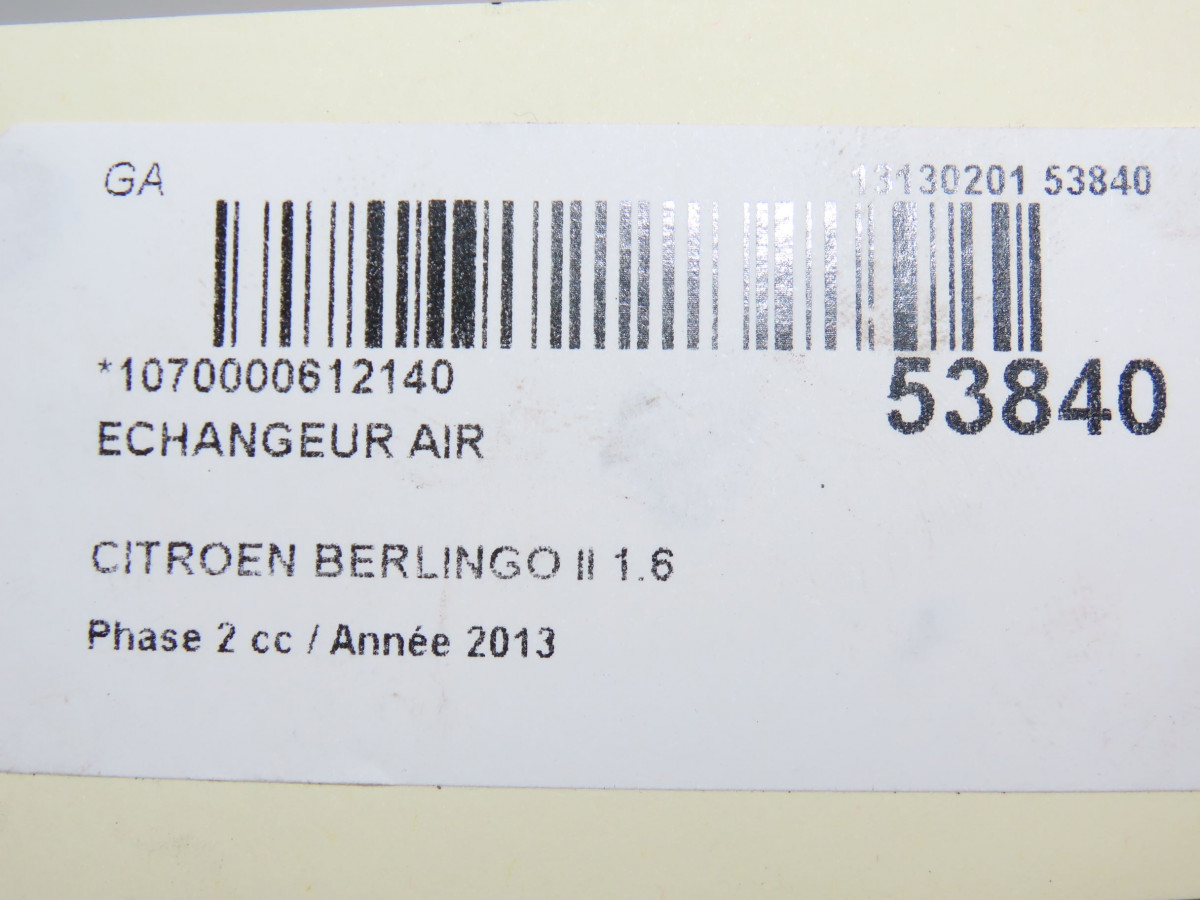 GA
13130201 53840
*1070000612140
53840
ECHANGEUR AIR
CITROEN BERLINGO II 1.6
Phase 2 cc / Année 2013